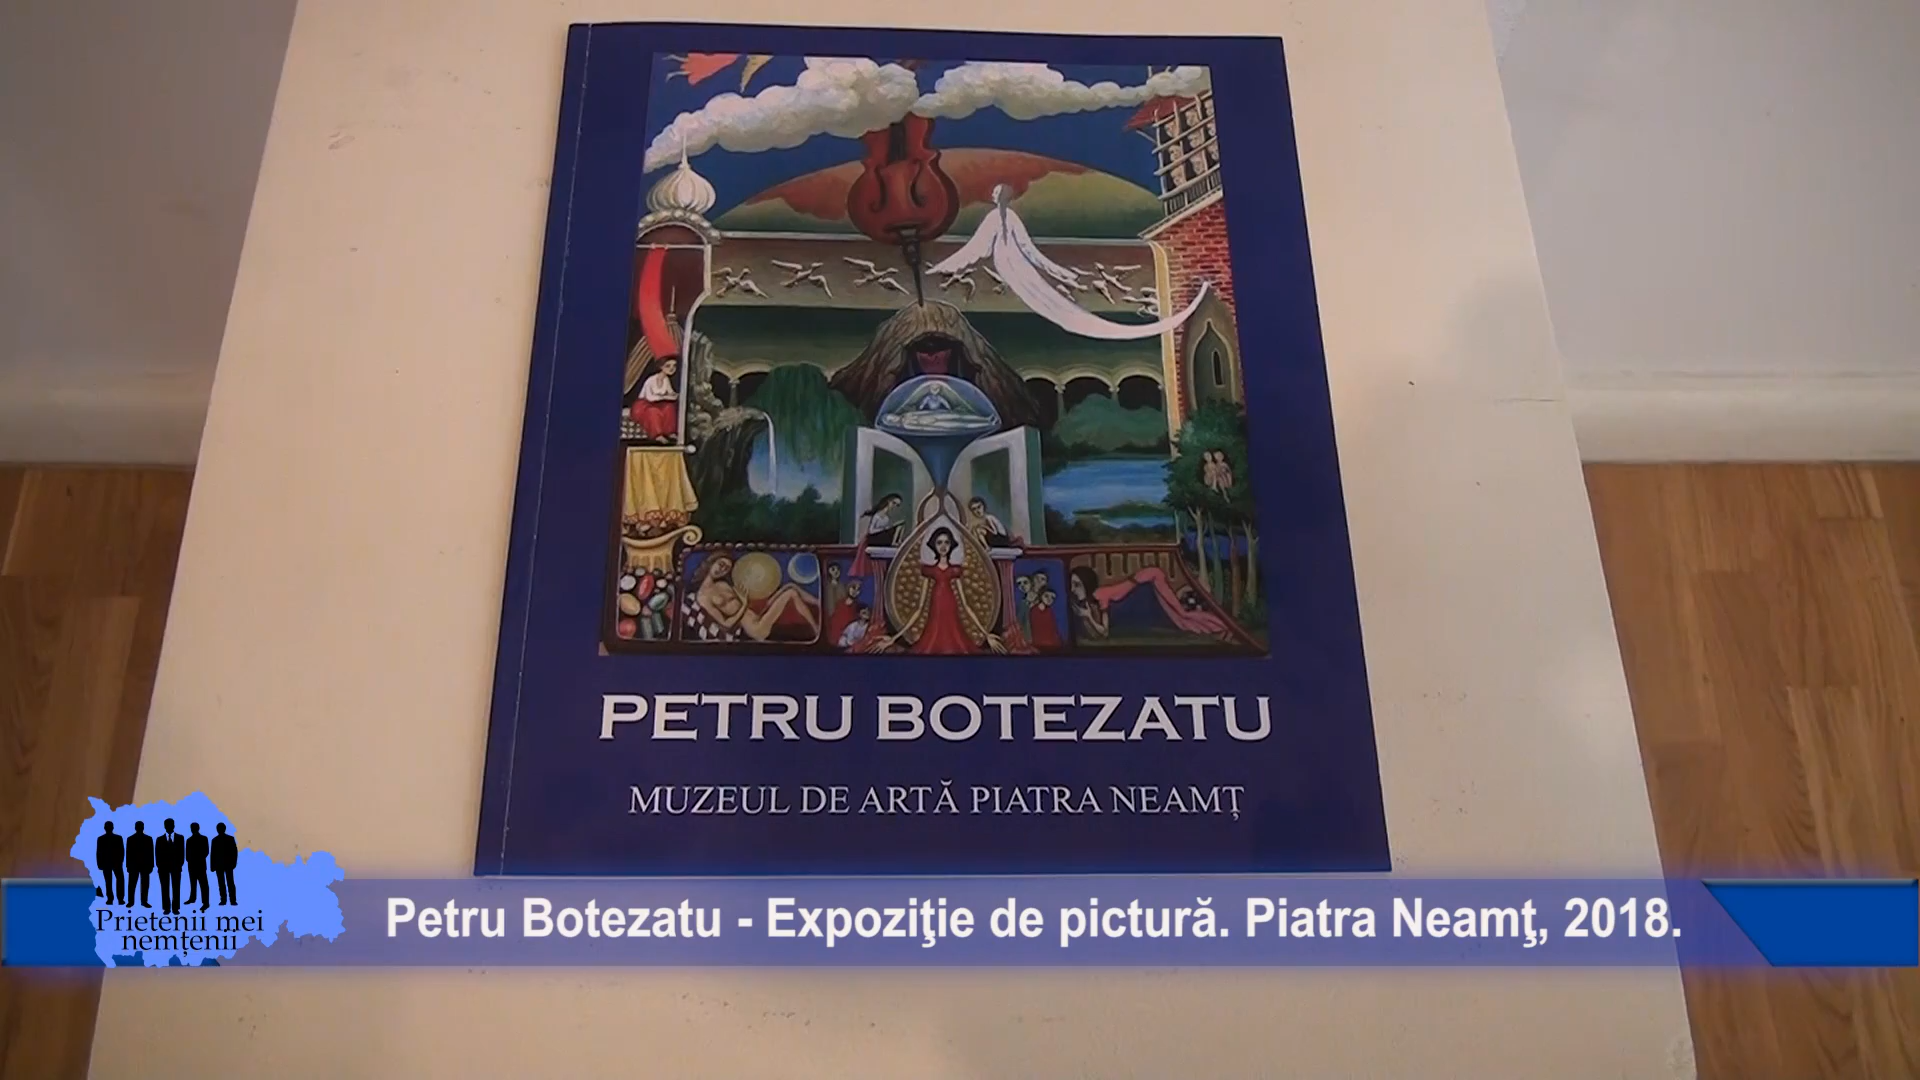 PETRU BOTEZATU
MUZEUL DE ARTĂ PIATRA NEAMȚ
Prietenii mei
nemțenii
Petru Botezatu - Expoziţie de pictură. Piatra Neamţ, 2018.